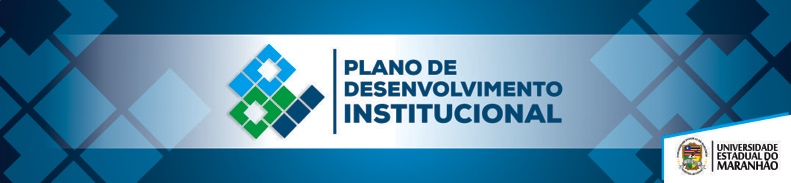 PLANO DE
DESENVOLVIMENTO
INSTITUCIONAL
UNIVERSIDADE
ESTADUAL DO
MARANHÃO